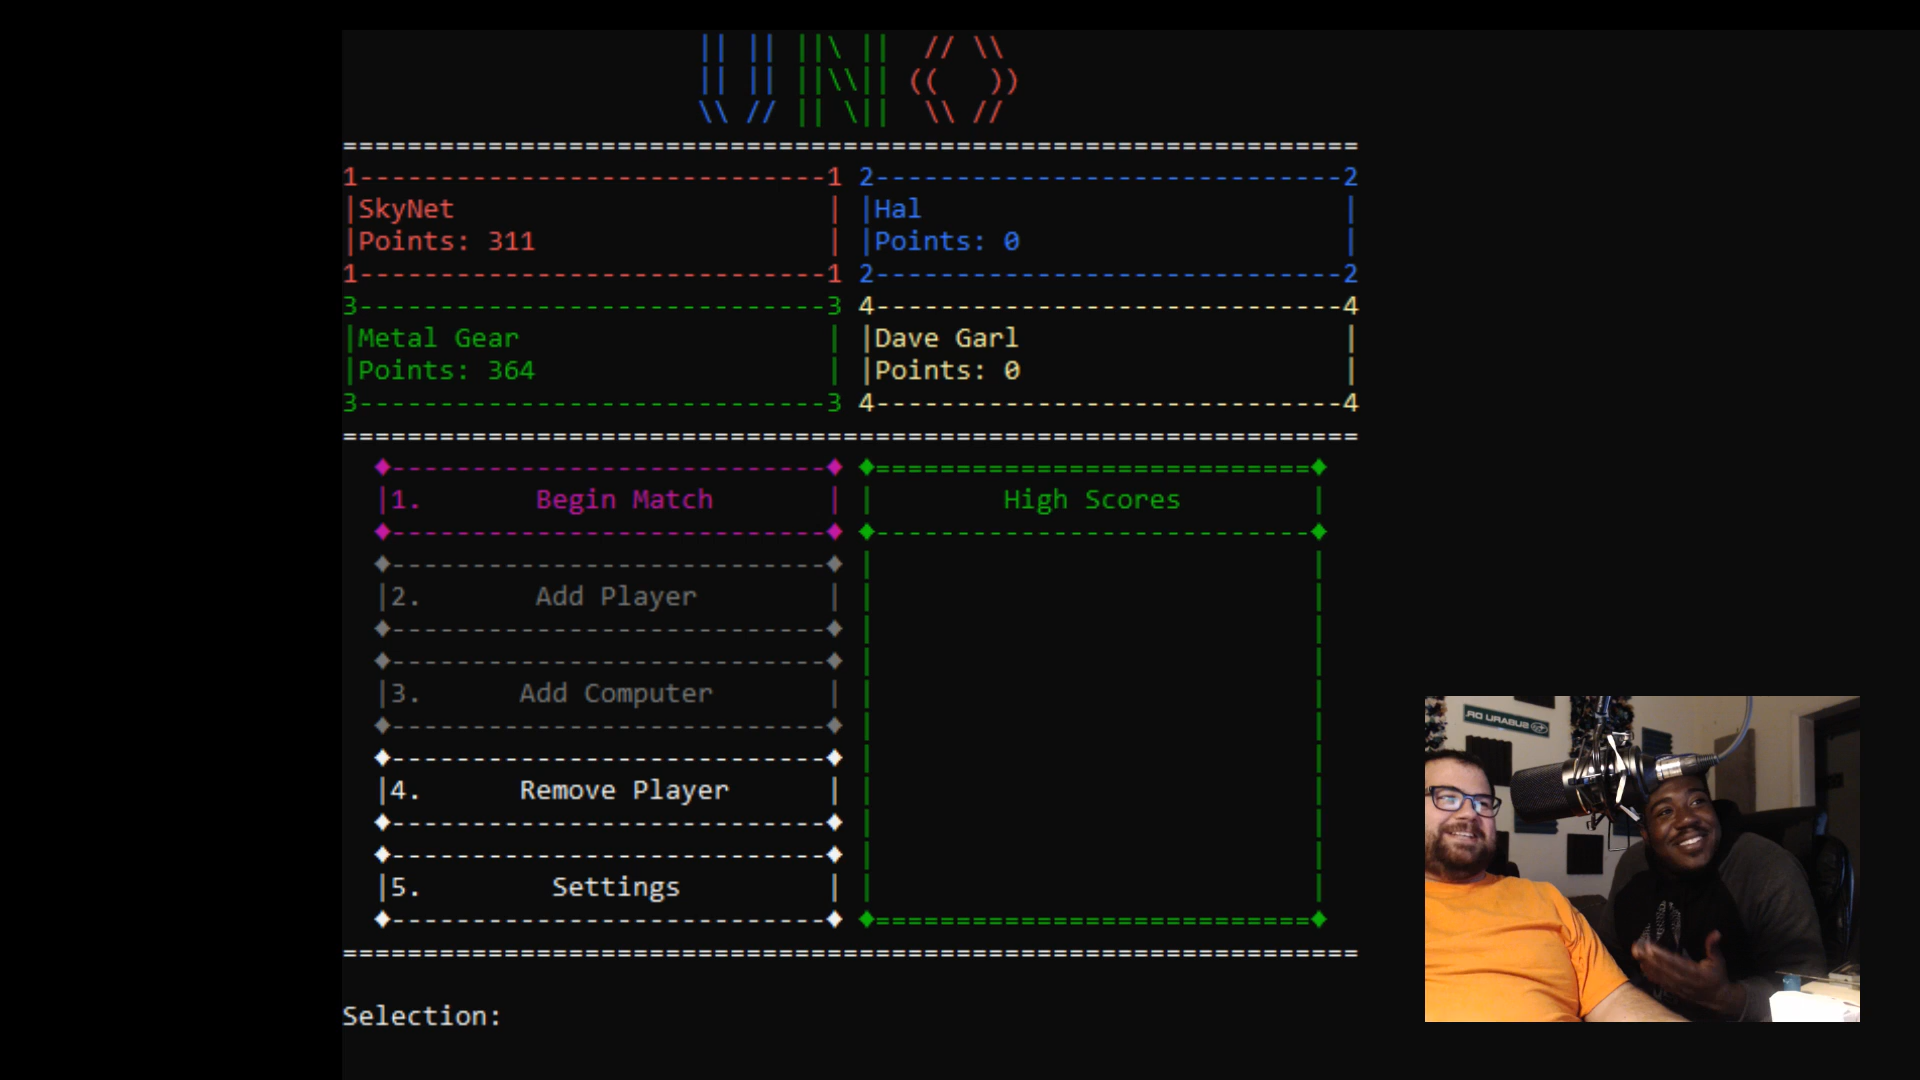 || || ||\ || // \\
|| || ||\\|| (( ))
\\ // || \|| \\ //
===============================================================
1-----------------------------1 2-----------------------------2
|SkyNet | |Hal |
|Points: 311 | |Points: 0 |
1-----------------------------1 2-----------------------------2
3-----------------------------3 4-----------------------------4
|Metal Gear | |Dave Garl |
|Points: 364 | |Points: 0 |
3-----------------------------3 4-----------------------------4
===============================================================
♦---------------------------♦ ♦===========================♦
|1. Begin Match | | High Scores |
♦---------------------------♦ ♦---------------------------♦
♦---------------------------♦ | |
|2. Add Player | | |
♦---------------------------♦ | |
♦---------------------------♦ | |
|3. Add Computer | | |
♦---------------------------♦ | |
♦---------------------------♦ | |
|4. Remove Player | | |
♦---------------------------♦ | |
♦---------------------------♦ | |
|5. Settings | | |
♦---------------------------♦ ♦===========================♦
===============================================================
Selection:
SUBARU DR.